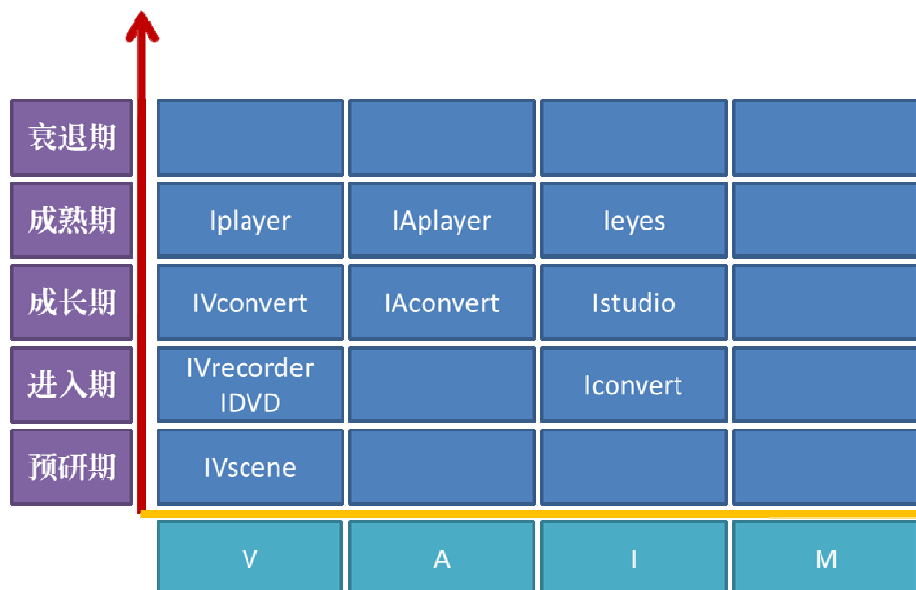 衰退期
成熟期 Iplayer IAplayer Ieyes
成长期 IVconvert IAconvert Istudio
进入期 IVrecorder IDVD Iconvert
预研期 IVscene
V A I M